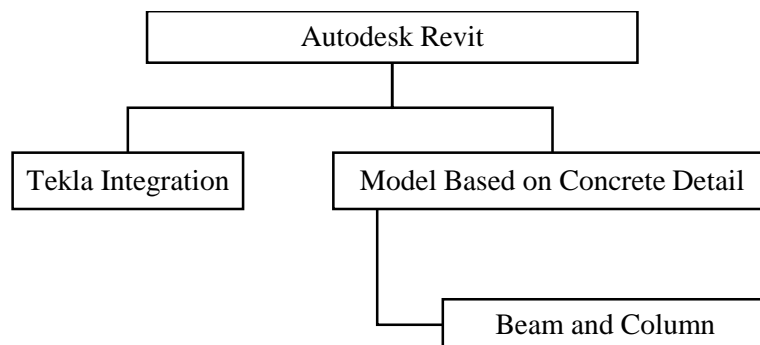 Autodesk Revit
Tekla Integration
Model Based on Concrete Detail
Beam and Column